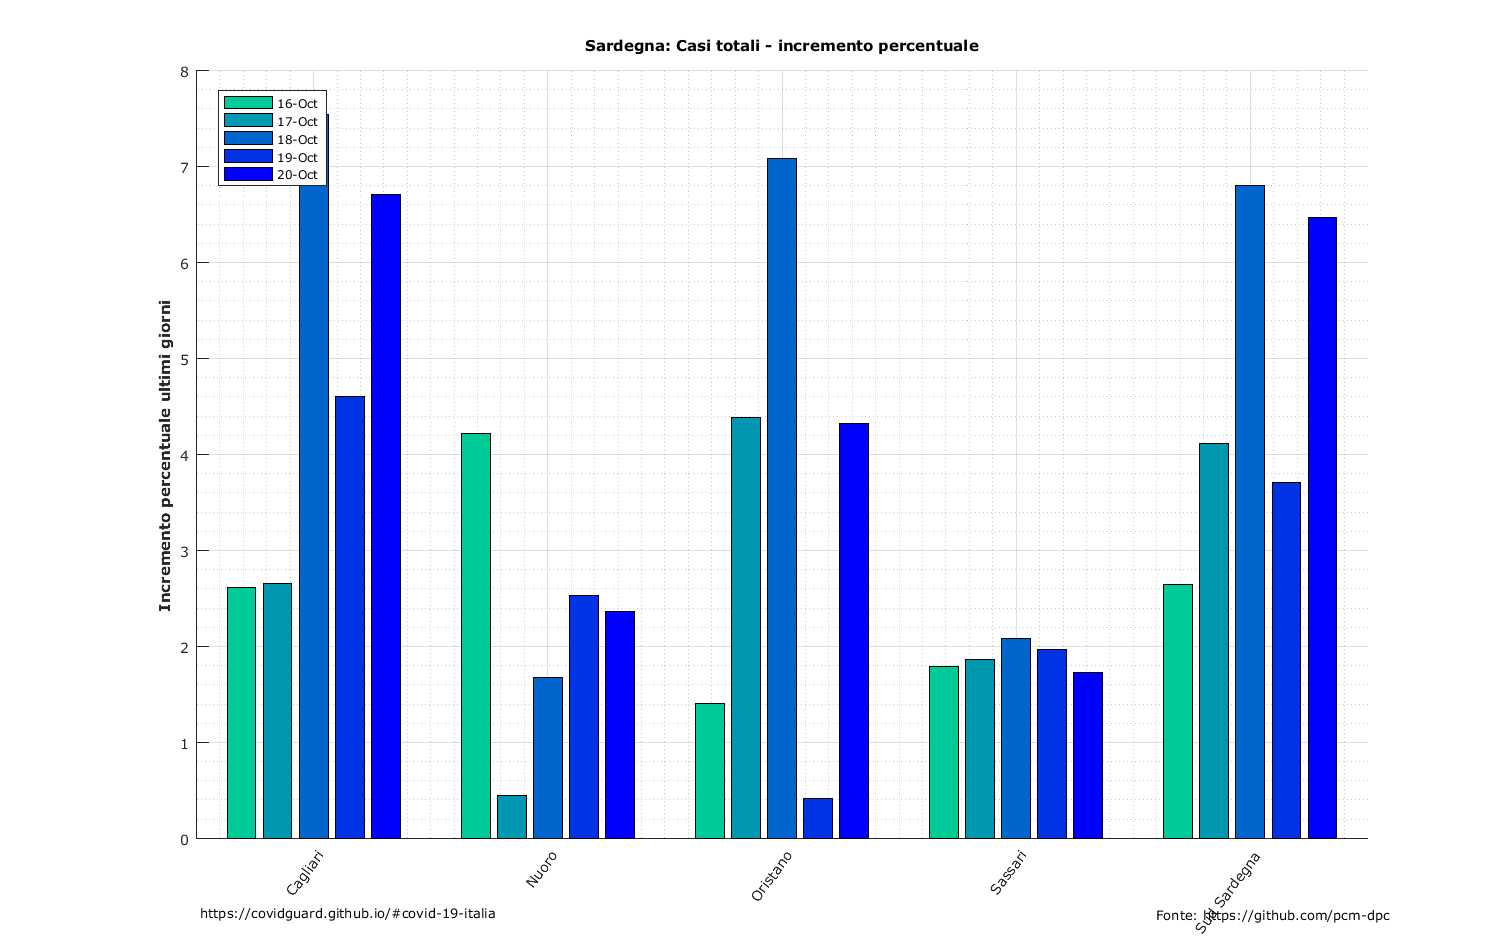 Sardegna: Casi totali - incremento percentuale
8
7
6
5
4
3
2
1
0
Incremento percentuale ultimi giorni
16-Oct
17-Oct
18-Oct
19-Oct
20-Oct
Cagliari
Nuoro
Oristano
Sassari
Sud Sardegna
https://covidguard.github.io/#covid-19-italia
Fonte: https://github.com/pcm-dpc